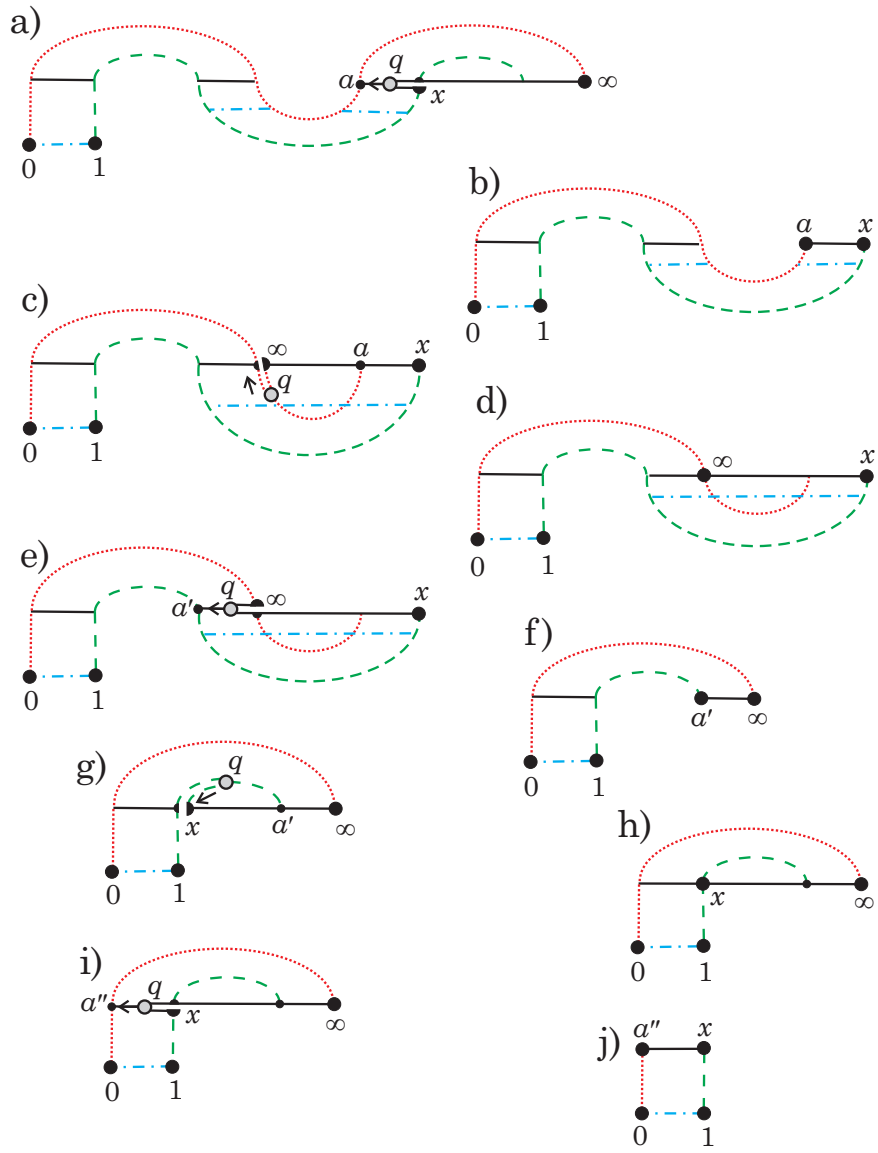 a)
a q x ∞
0 1
b)
a x
0 1
c)
∞ a x
q
0 1
d)
∞ x
0 1
e)
a′ q ∞ x
0 1
f)
a′ ∞
0 1
g)
q
x a′ ∞
0 1
h)
x ∞
0 1
i)
a″ q x ∞
0 1
j)
a″ x
0 1